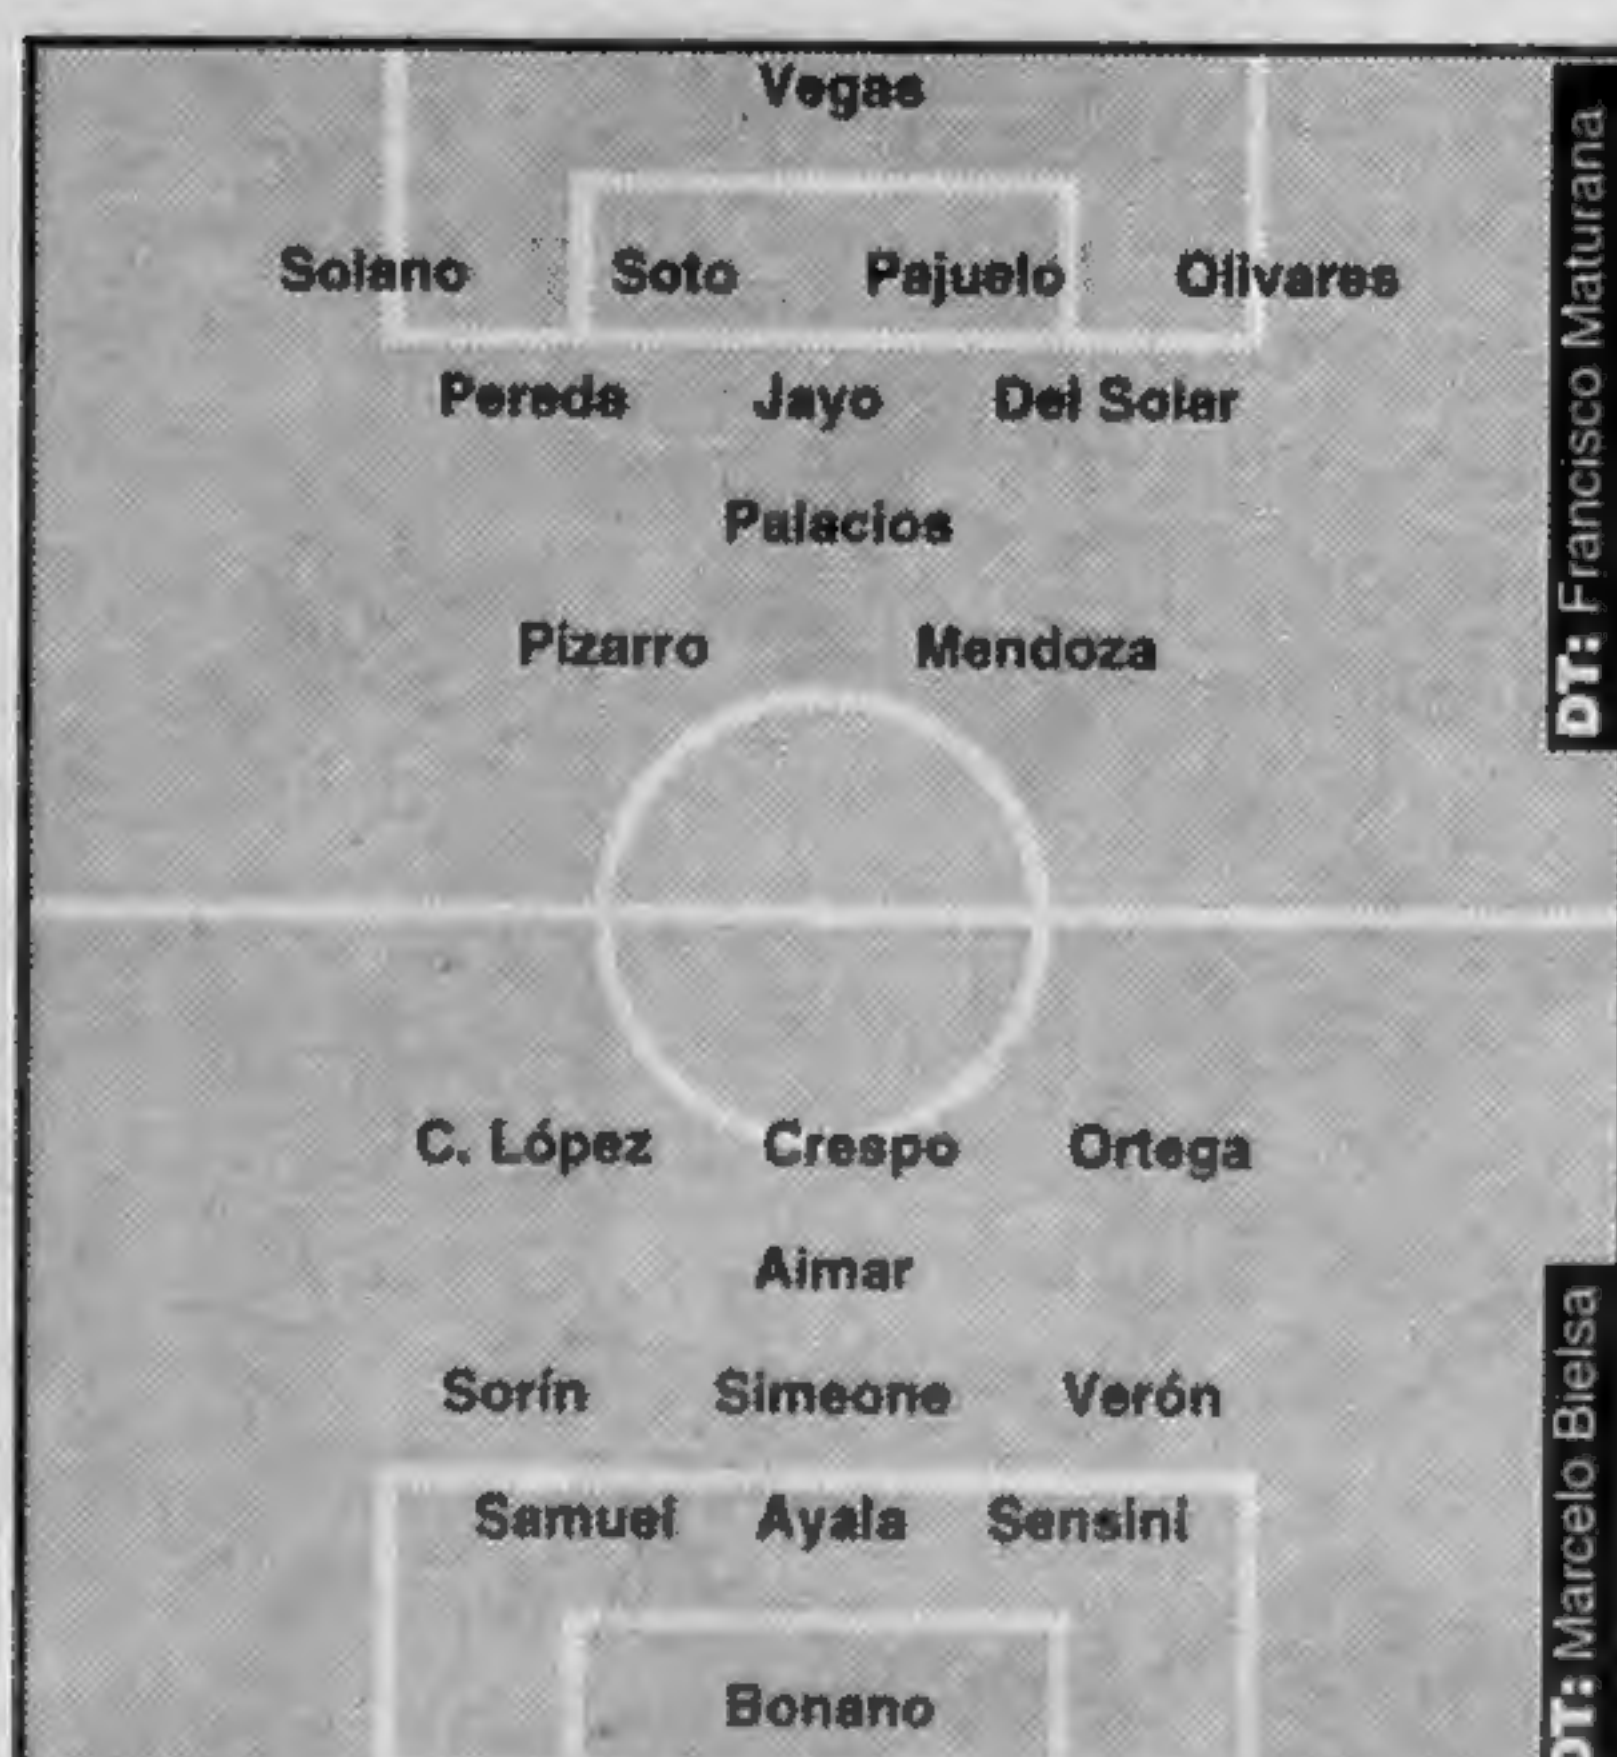 Vegas
Solano Soto Pajuelo Olivares
Pereda Jayo Del Solar
Palacios
Pizarro Mendoza
DT: Francisco Maturana
C. López Crespo Ortega
Aimar
Sorín Simeone Verón
Samuel Ayala Sensini
Bonano
DT: Marcelo Bielsa